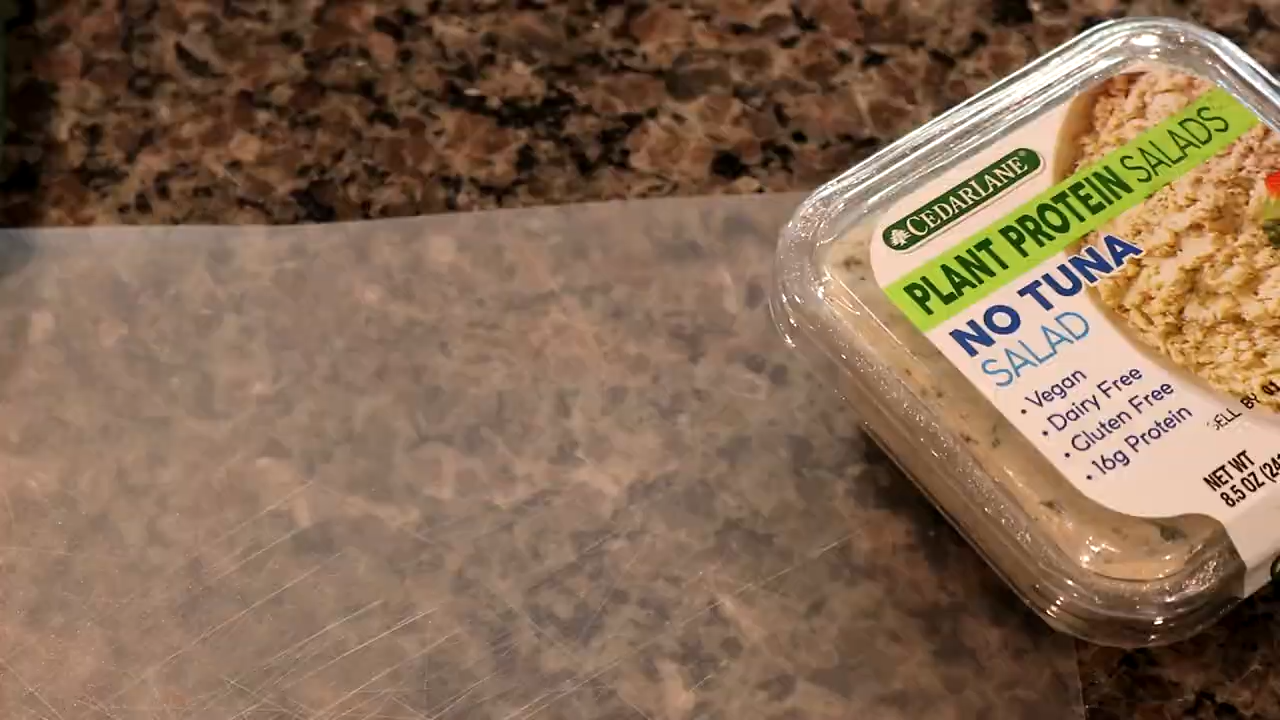 CEDARLANE
PLANT PROTEIN SALADS
NO TUNA
SALAD
• Vegan
• Dairy Free
• Gluten Free
• 16g Protein
SELL BY
NET WT
8.5 OZ